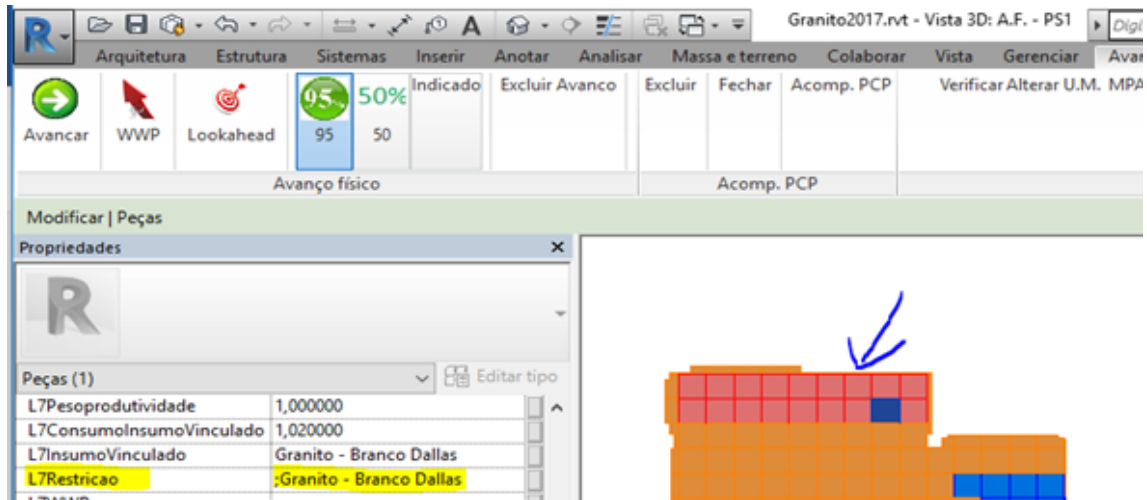 Granito2017.rvt - Vista 3D: A.F. - PS1
Arquitetura Estrutura Sistemas Inserir Anotar Analisar Massa e terreno Colaborar Vista Gerenciar
95% 50% Indicado Excluir Avanco Excluir Fechar Acomp. PCP Verificar Alterar U.M.
Avancar WWP Lookahead 95 50
Avanço físico Acomp. PCP
Modificar | Peças
Propriedades
Peças (1) Editar tipo
L7Pesoprodutividade 1,000000
L7ConsumoInsumoVinculado 1,020000
L7InsumoVinculado Granito - Branco Dallas
L7Restricao ;Granito - Branco Dallas